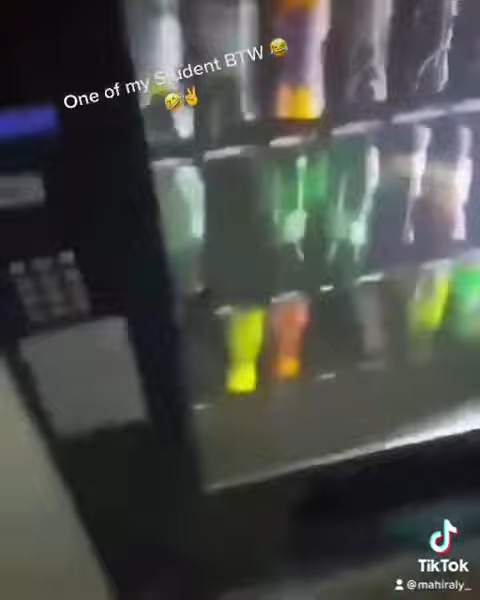 One of my Student BTW 😂
🤣✌️
TikTok
@mahiraly_